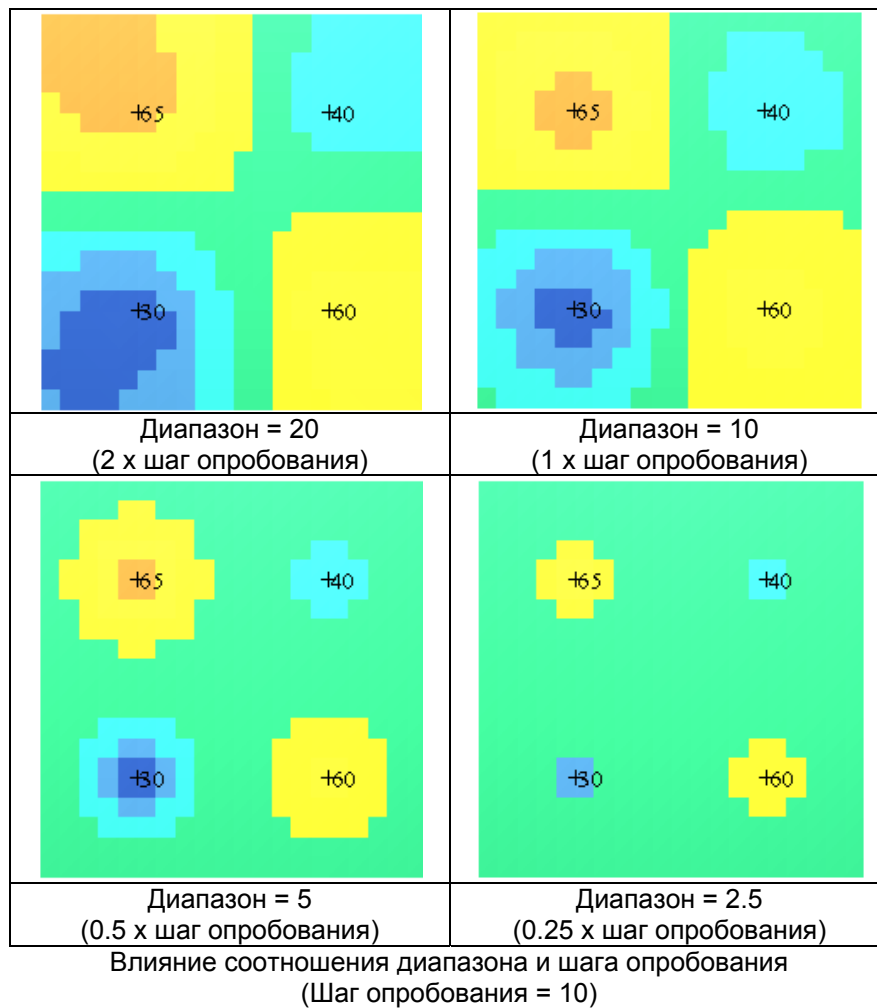 +65 +40
+30 +60
Диапазон = 20
(2 x шаг опробования)
+65 +40
+30 +60
Диапазон = 10
(1 x шаг опробования)
+65 +40
+30 +60
Диапазон = 5
(0.5 x шаг опробования)
+65 +40
+30 +60
Диапазон = 2.5
(0.25 x шаг опробования)
Влияние соотношения диапазона и шага опробования
(Шаг опробования = 10)